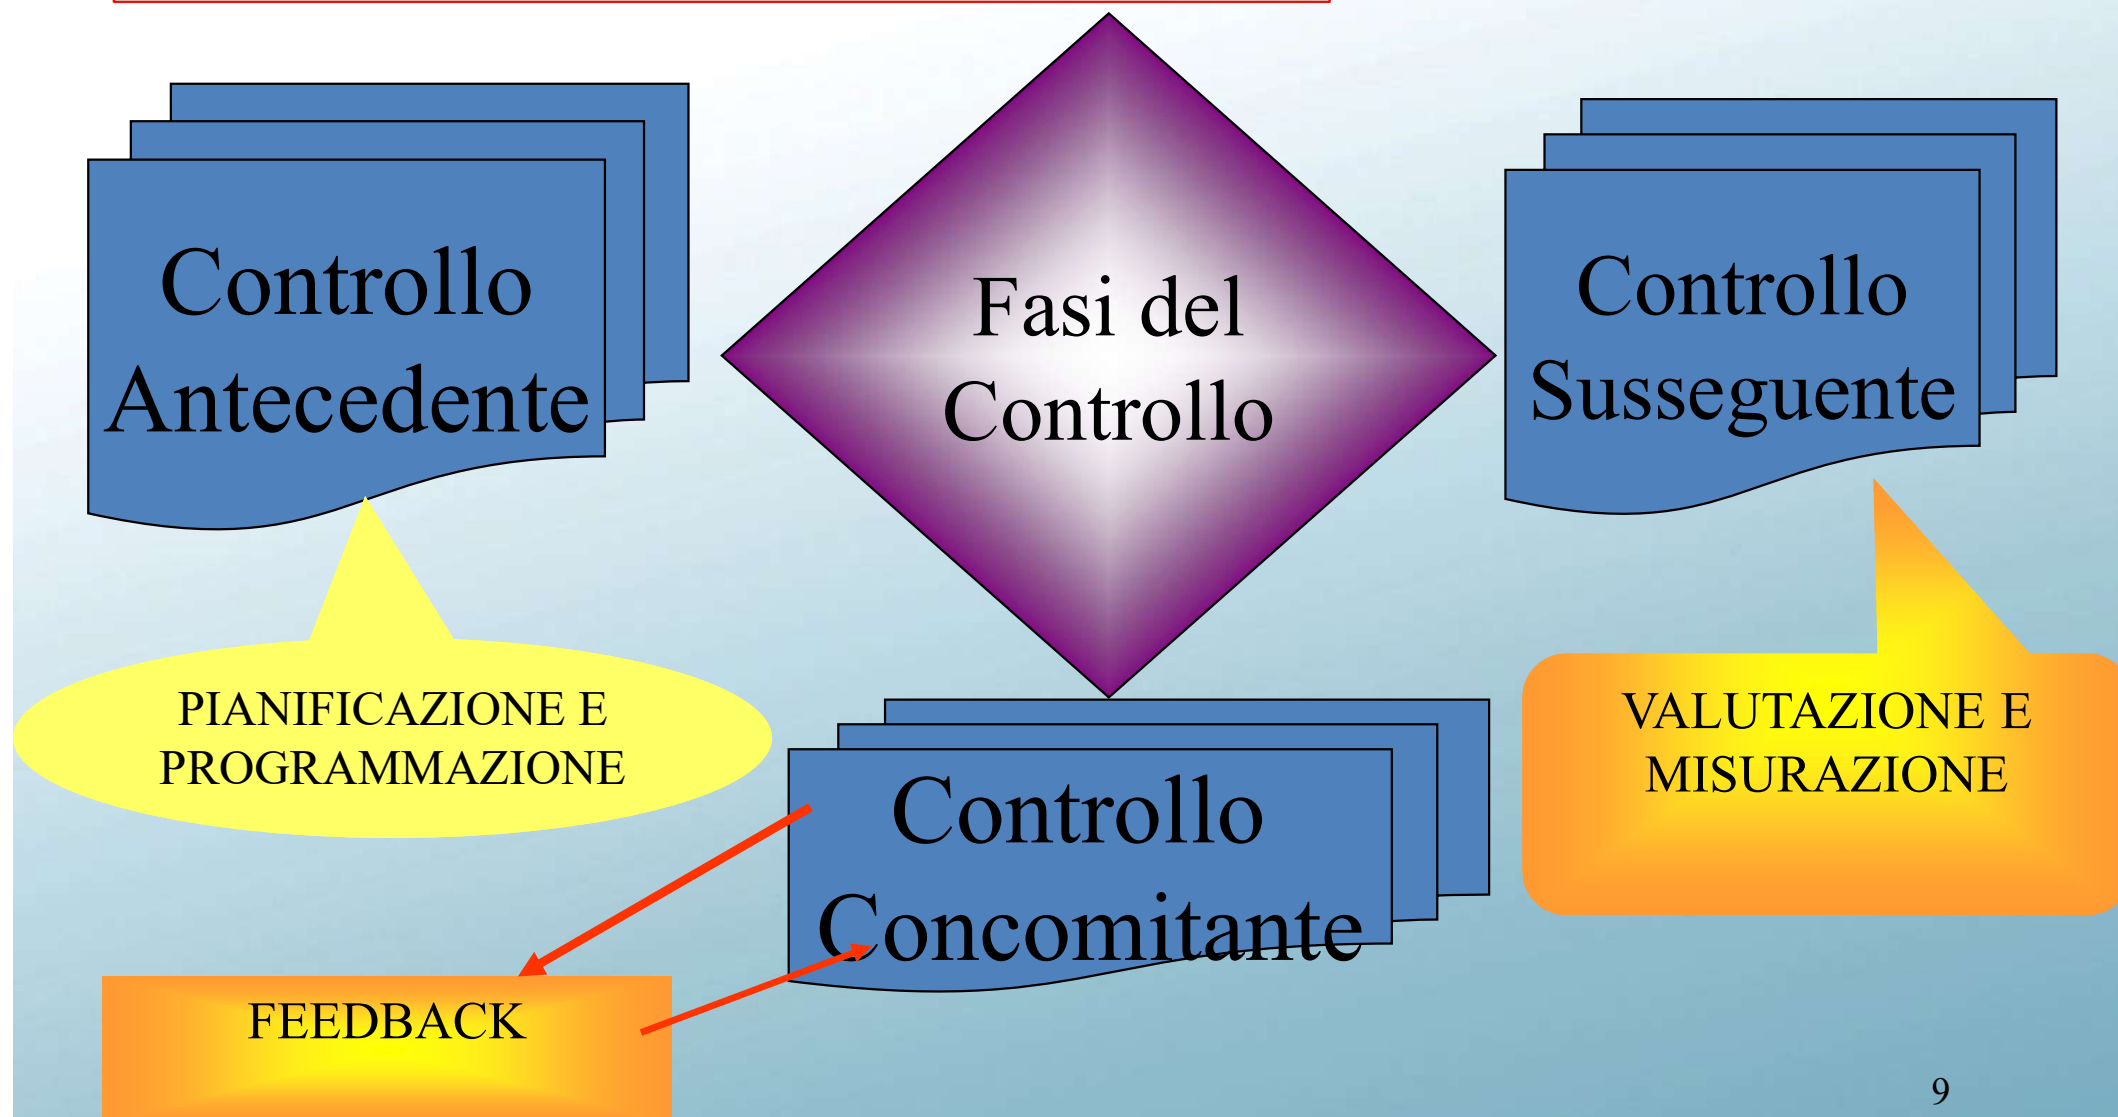 Controllo
Antecedente
Fasi del
Controllo
Controllo
Susseguente
PIANIFICAZIONE E
PROGRAMMAZIONE
VALUTAZIONE E
MISURAZIONE
Controllo
Concomitante
FEEDBACK
9